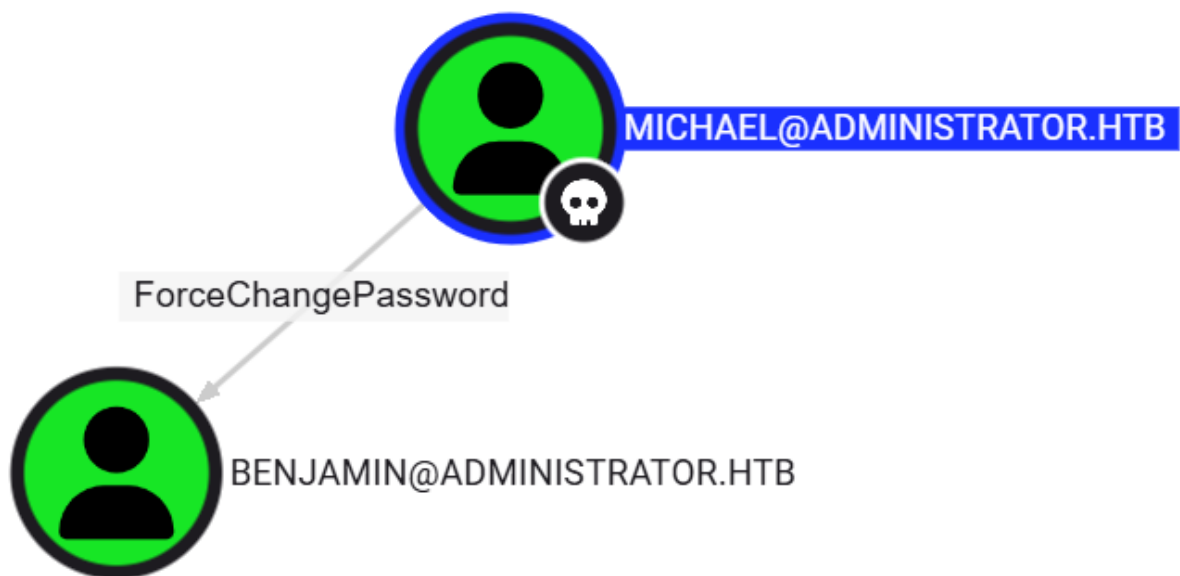 MICHAEL@ADMINISTRATOR.HTB
ForceChangePassword
BENJAMIN@ADMINISTRATOR.HTB